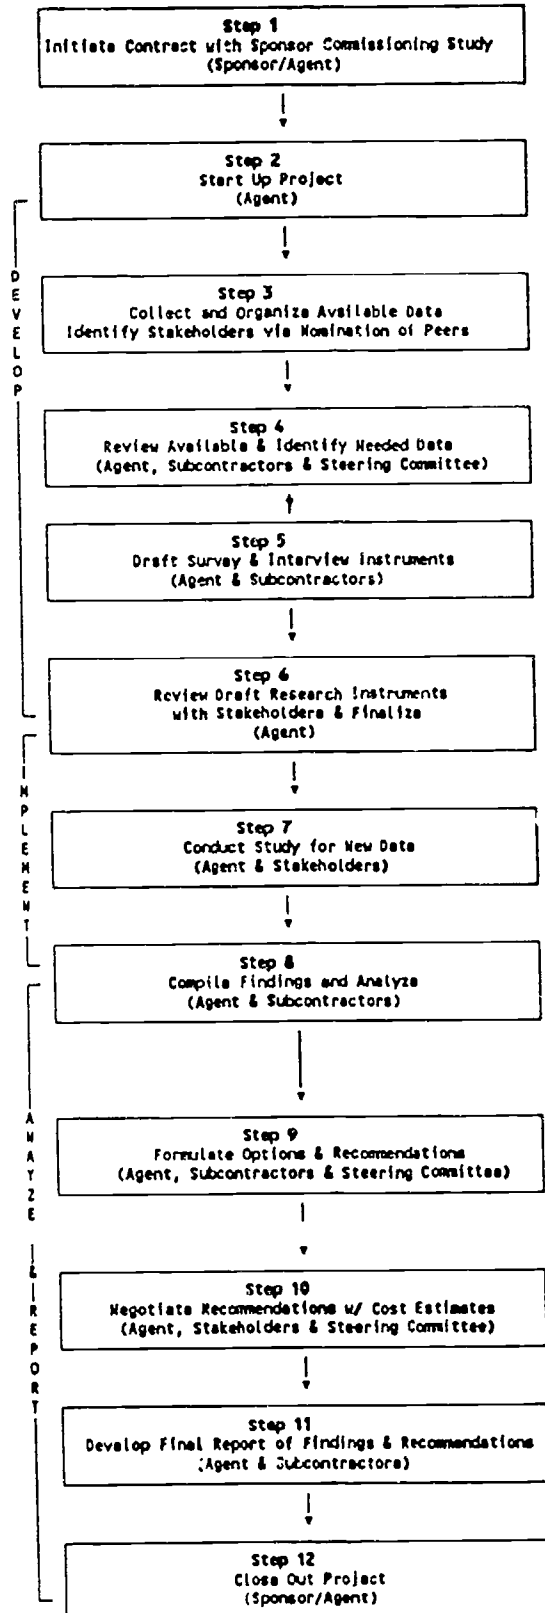 Step 1
Initiate Contract with Sponsor Commissioning Study
(Sponsor/Agent)
Step 2
Start Up Project
(Agent)
DEVELOP
Step 3
Collect and Organize Available Data
Identify Stakeholders via Nomination of Peers
Step 4
Review Available & Identify Needed Data
(Agent, Subcontractors & Steering Committee)
Step 5
Draft Survey & Interview Instruments
(Agent & Subcontractors)
Step 6
Review Draft Research Instruments
with Stakeholders & Finalize
(Agent)
IMPLEMENT
Step 7
Conduct Study for New Data
(Agent & Stakeholders)
Step 8
Compile Findings and Analyze
(Agent & Subcontractors)
ANAYZE & REPORT
Step 9
Formulate Options & Recommendations
(Agent, Subcontractors & Steering Committee)
Step 10
Negotiate Recommendations w/ Cost Estimates
(Agent, Stakeholders & Steering Committee)
Step 11
Develop Final Report of Findings & Recommendations
(Agent & Subcontractors)
Step 12
Close Out Project
(Sponsor/Agent)